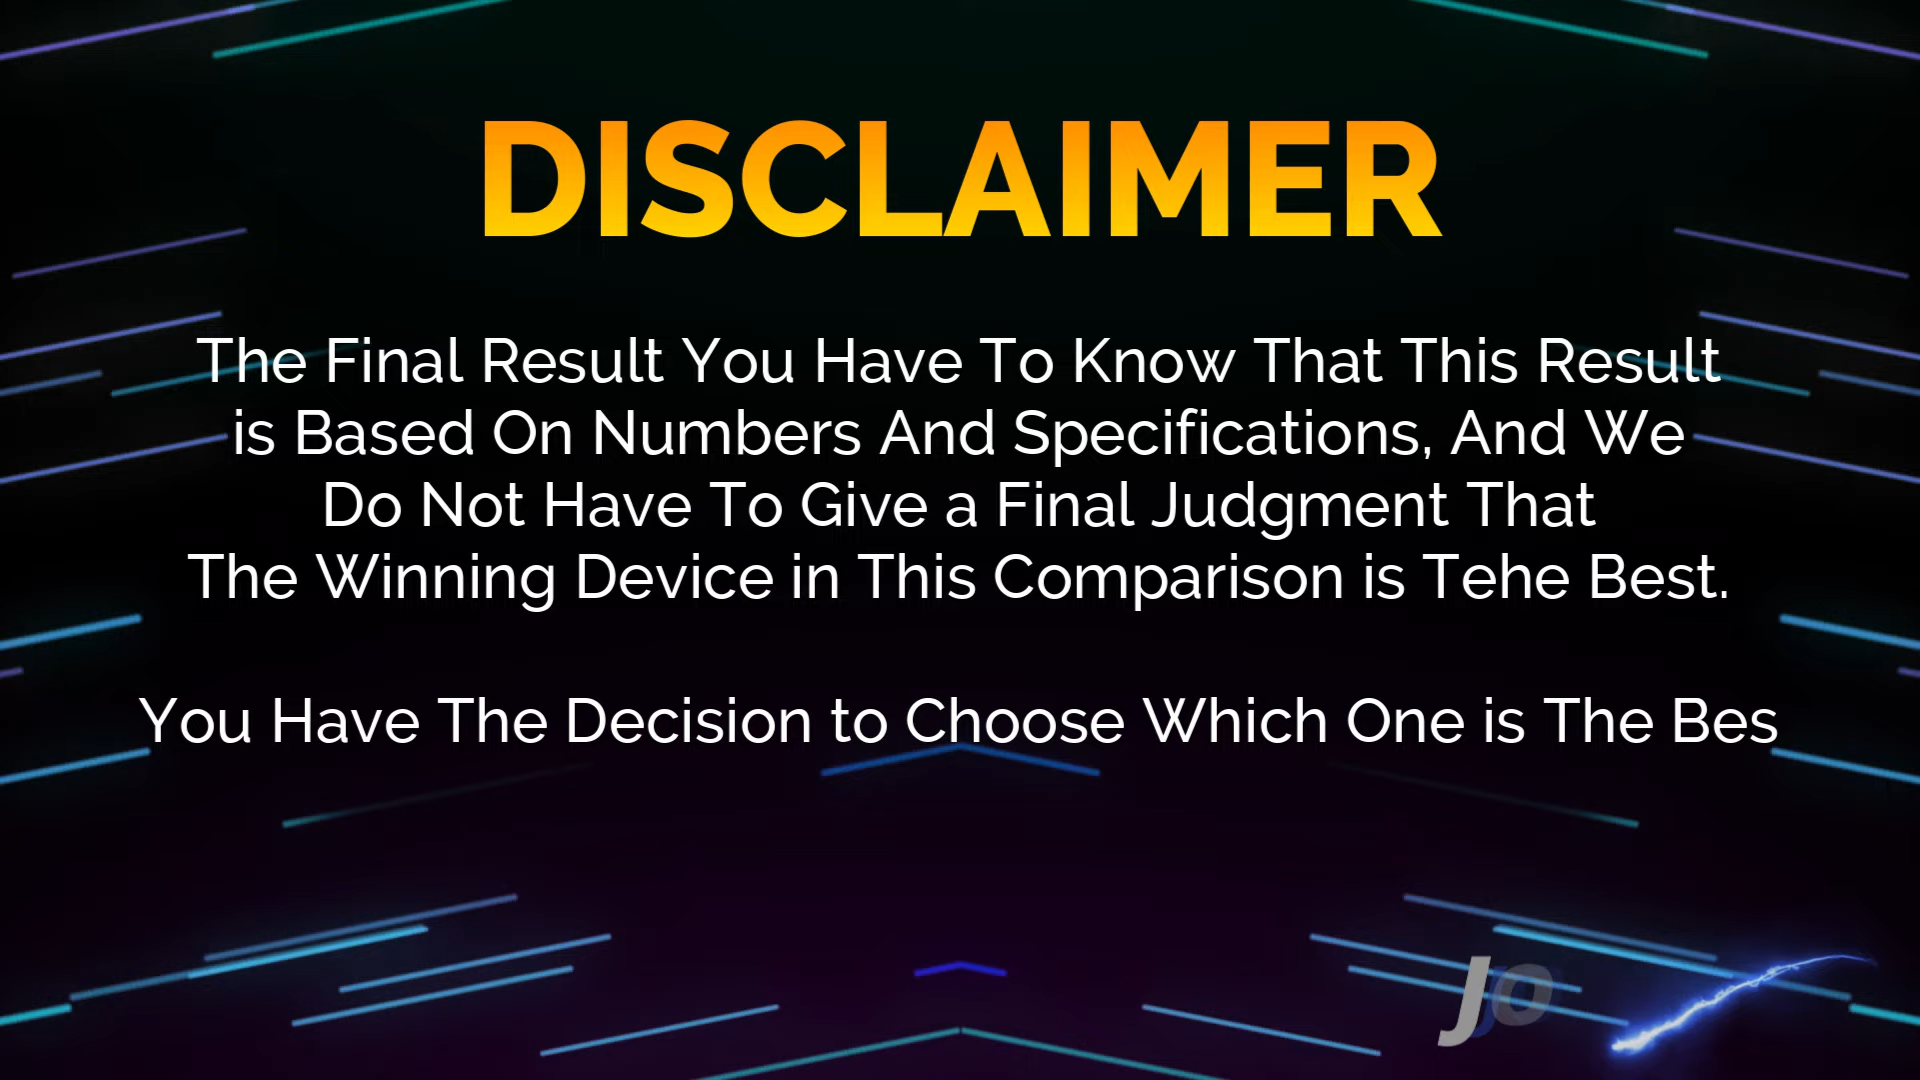 DISCLAIMER
The Final Result You Have To Know That This Result
is Based On Numbers And Specifications, And We
Do Not Have To Give a Final Judgment That
The Winning Device in This Comparison is Tehe Best.
You Have The Decision to Choose Which One is The Bes
Jo